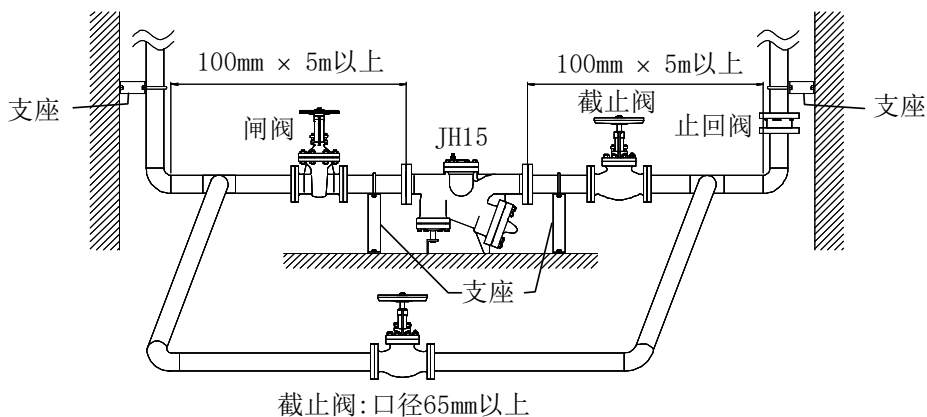 100mm × 5m以上
100mm × 5m以上
支座
闸阀
JH15
截止阀
止回阀
支座
支座
截止阀:口径65mm以上